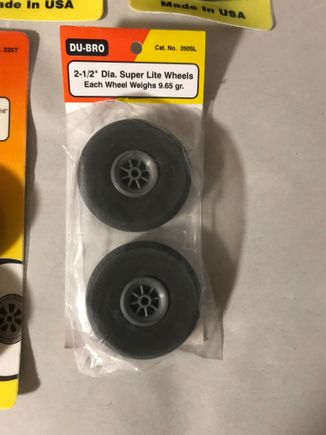 Made In USA
Made In USA
DU-BRO
Cat. No. 250SL
. 225T
2-1/2" Dia. Super Lite Wheels
Each Wheel Weighs 9.65 gr.